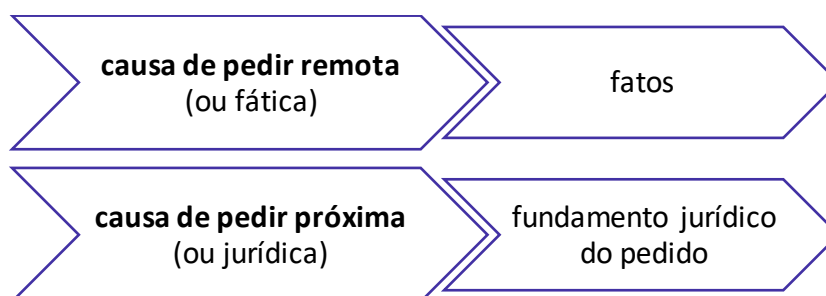 causa de pedir remota
(ou fática)
fatos
causa de pedir próxima
(ou jurídica)
fundamento jurídico
do pedido